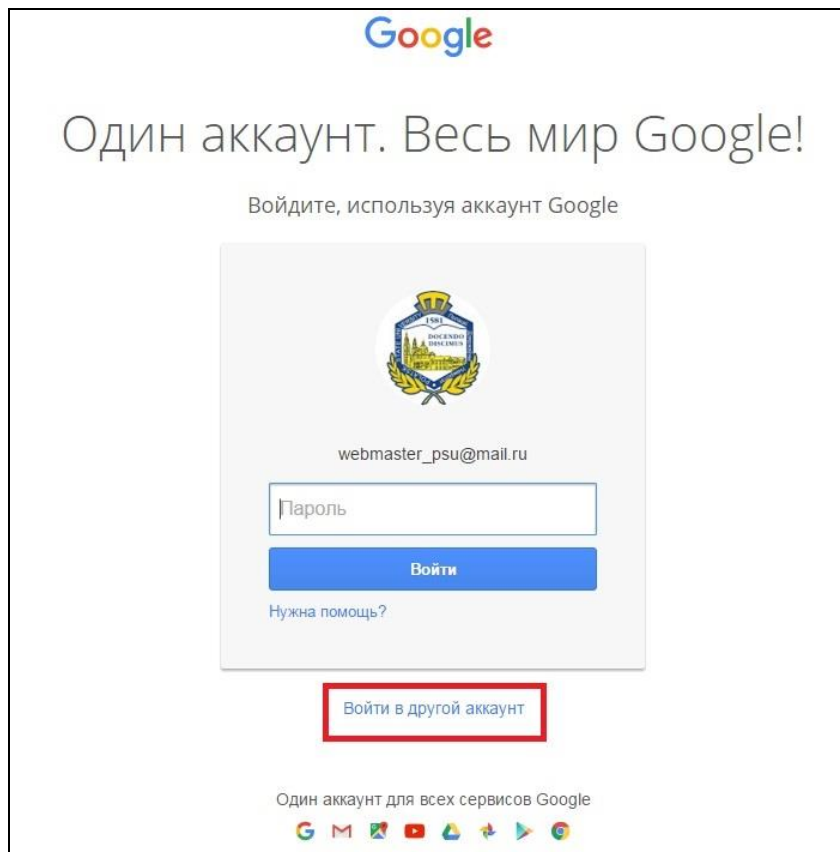 Google
Один аккаунт. Весь мир Google!
Войдите, используя аккаунт Google
1581
DOCENDO
DISCIMUS
webmaster_psu@mail.ru
Пароль
Войти
Нужна помощь?
Войти в другой аккаунт
Один аккаунт для всех сервисов Google